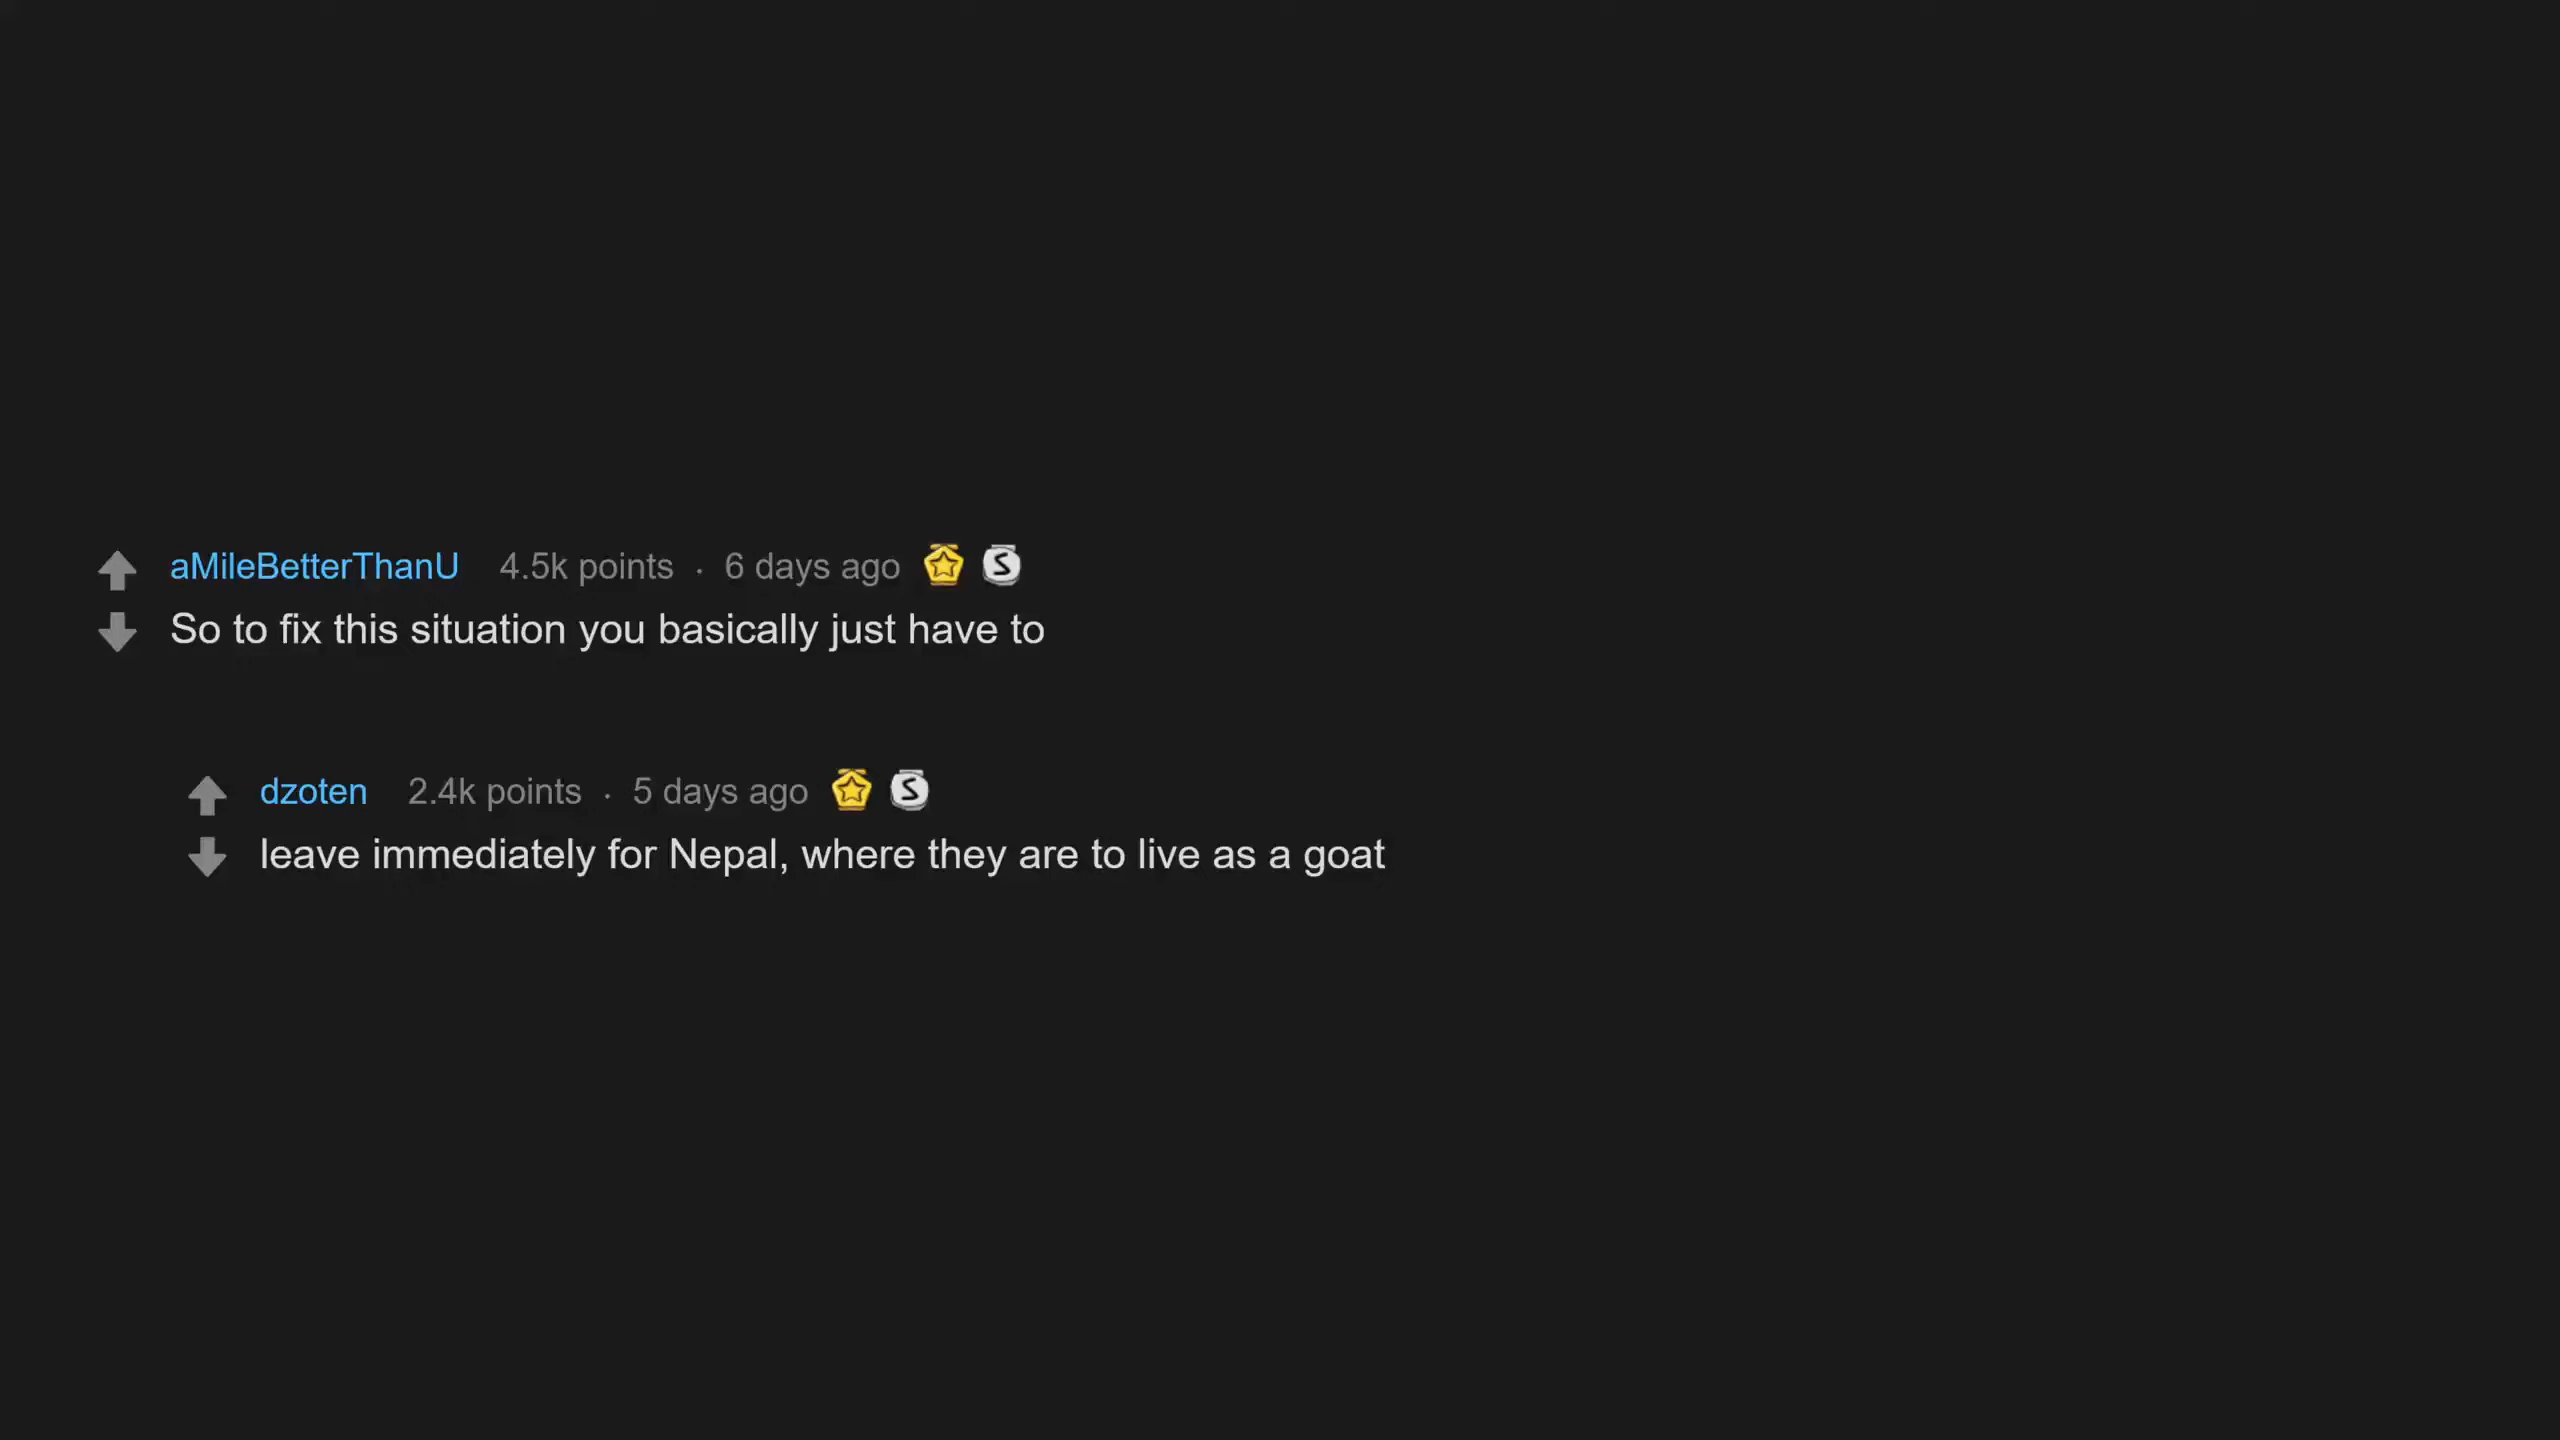 aMileBetterThanU 4.5k points · 6 days ago
So to fix this situation you basically just have to
dzoten 2.4k points · 5 days ago
leave immediately for Nepal, where they are to live as a goat